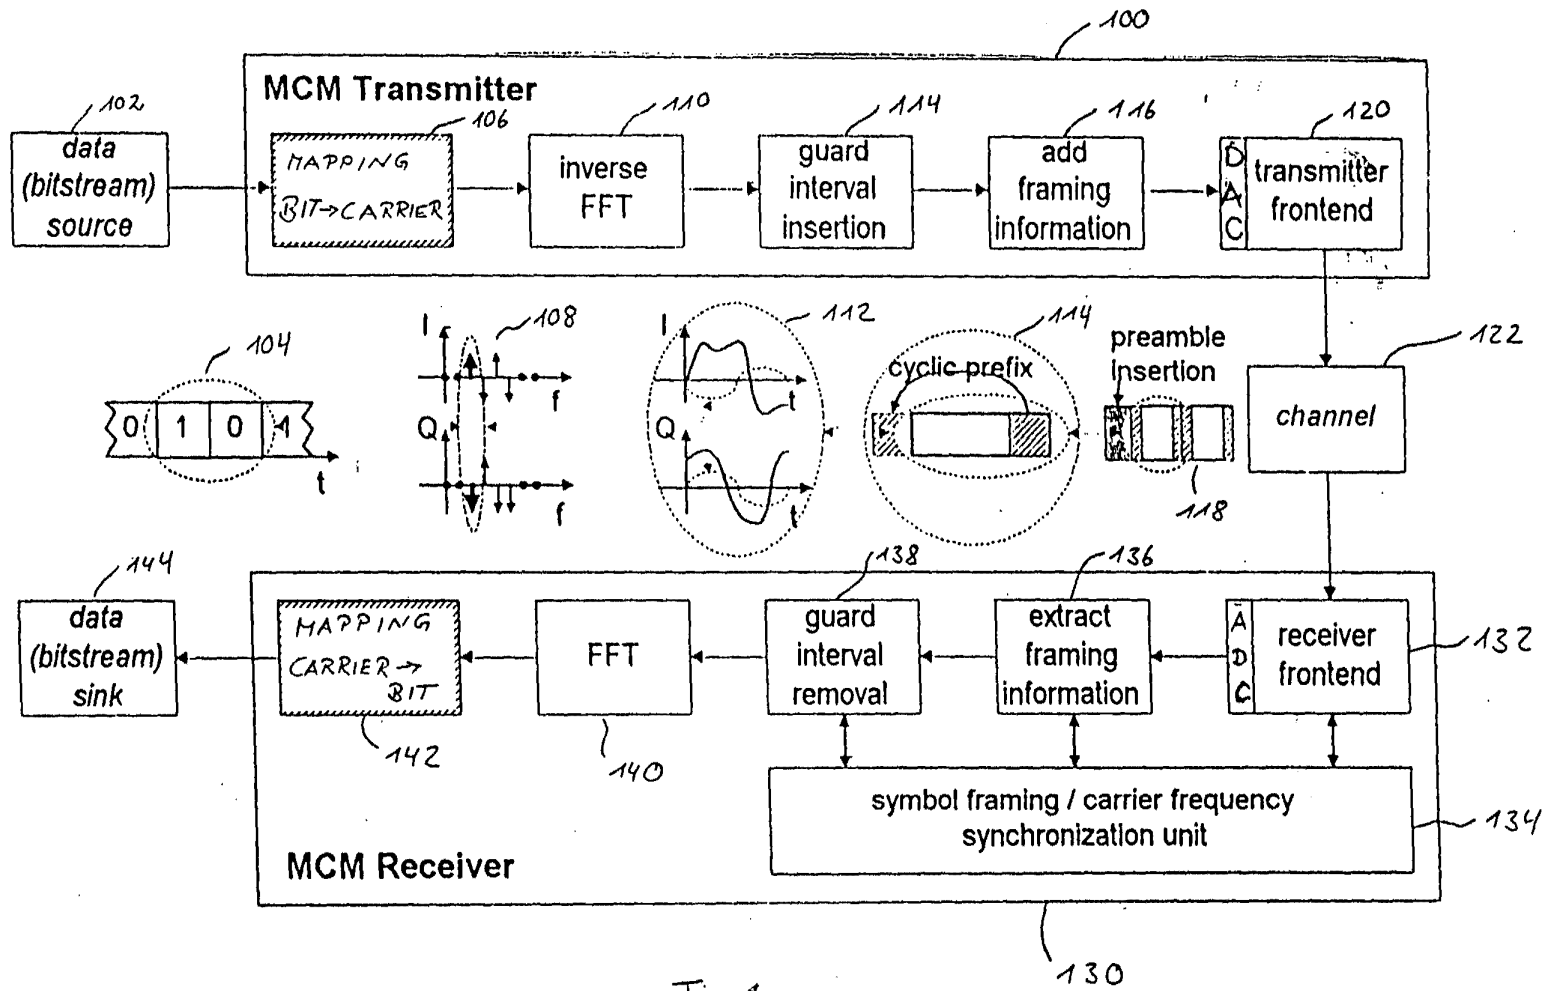 100
MCM Transmitter
102
106
110
114
116
120
data
(bitstream)
source
MAPPING
BIT→CARRIER
inverse
FFT
guard
interval
insertion
add
framing
information
DAC
transmitter
frontend
104
0 1 0 1
t
108
I
f
Q
f
112
I
t
Q
t
114
cyclic prefix
preamble
insertion
118
122
channel
144
138
136
data
(bitstream)
sink
MAPPING
CARRIER→
BIT
142
FFT
140
guard
interval
removal
extract
framing
information
ADC
receiver
frontend
132
symbol framing / carrier frequency
synchronization unit
134
MCM Receiver
130